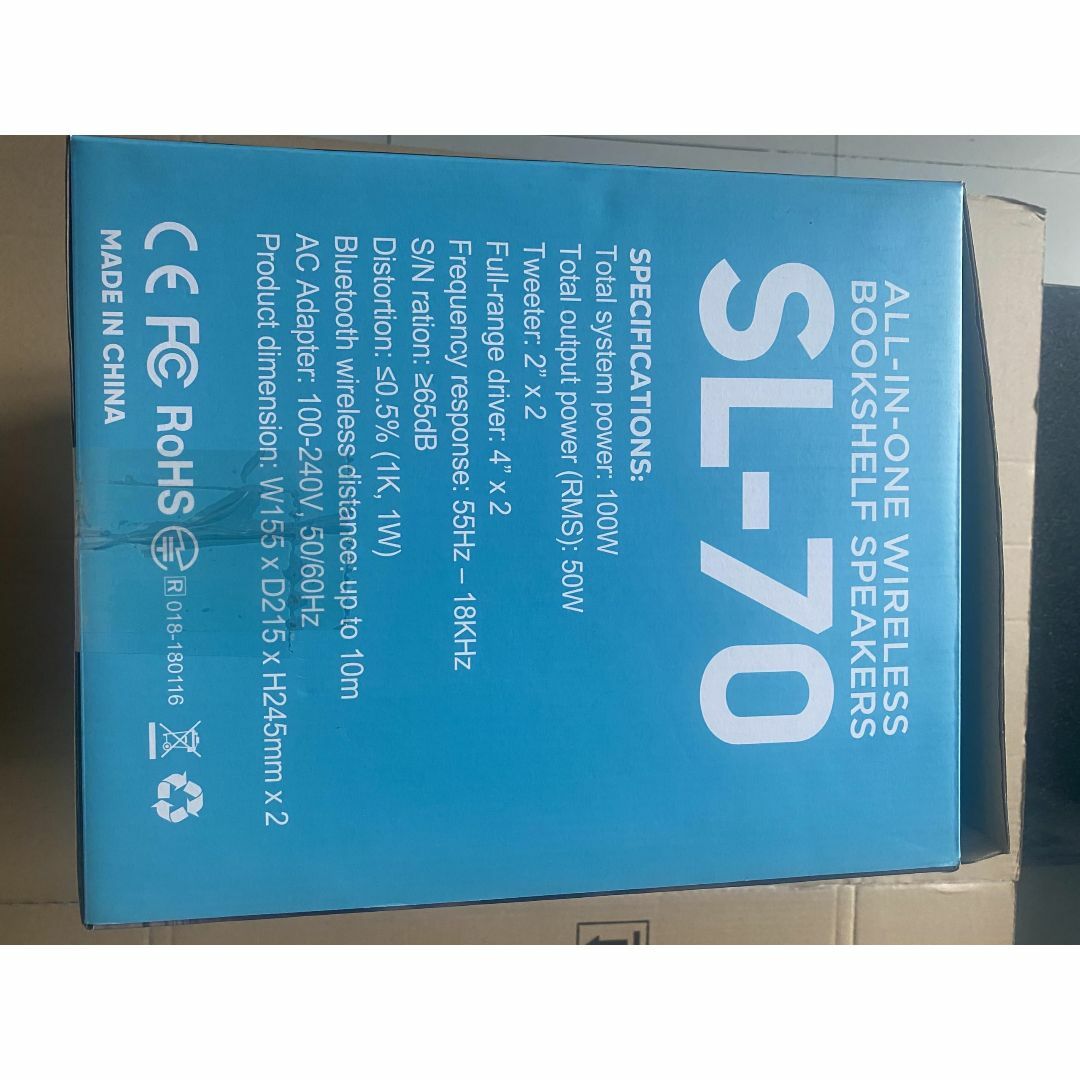 ALL-IN-ONE WIRELESS
BOOKSHELF SPEAKERS
SL-70
SPECIFICATIONS:
Total system power: 100W
Total output power (RMS): 50W
Tweeter: 2” x 2
Full-range driver: 4” x 2
Frequency response: 55Hz – 18KHz
S/N ration: ≥65dB
Distortion: ≤0.5% (1K, 1W)
Bluetooth wireless distance: up to 10m
AC Adapter: 100-240V, 50/60Hz
Product dimension: W155 x D215 x H245mm x 2
CE FC RoHS R 018-180116
MADE IN CHINA